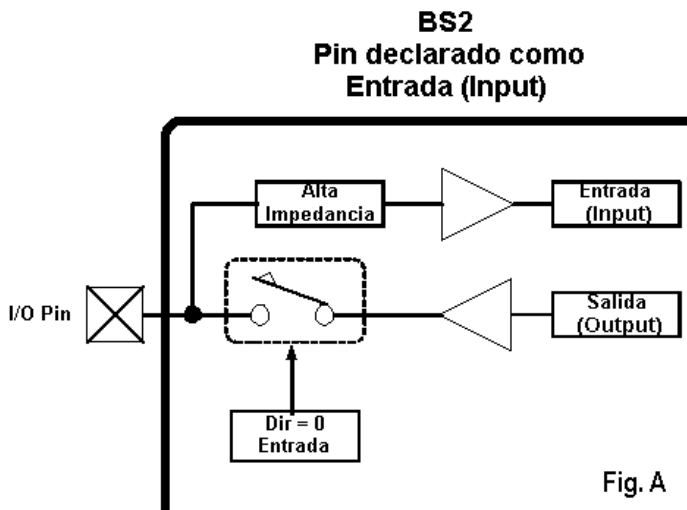 BS2
Pin declarado como
Entrada (Input)
Alta
Impedancia
Entrada
(Input)
I/O Pin
Salida
(Output)
Dir = 0
Entrada
Fig. A